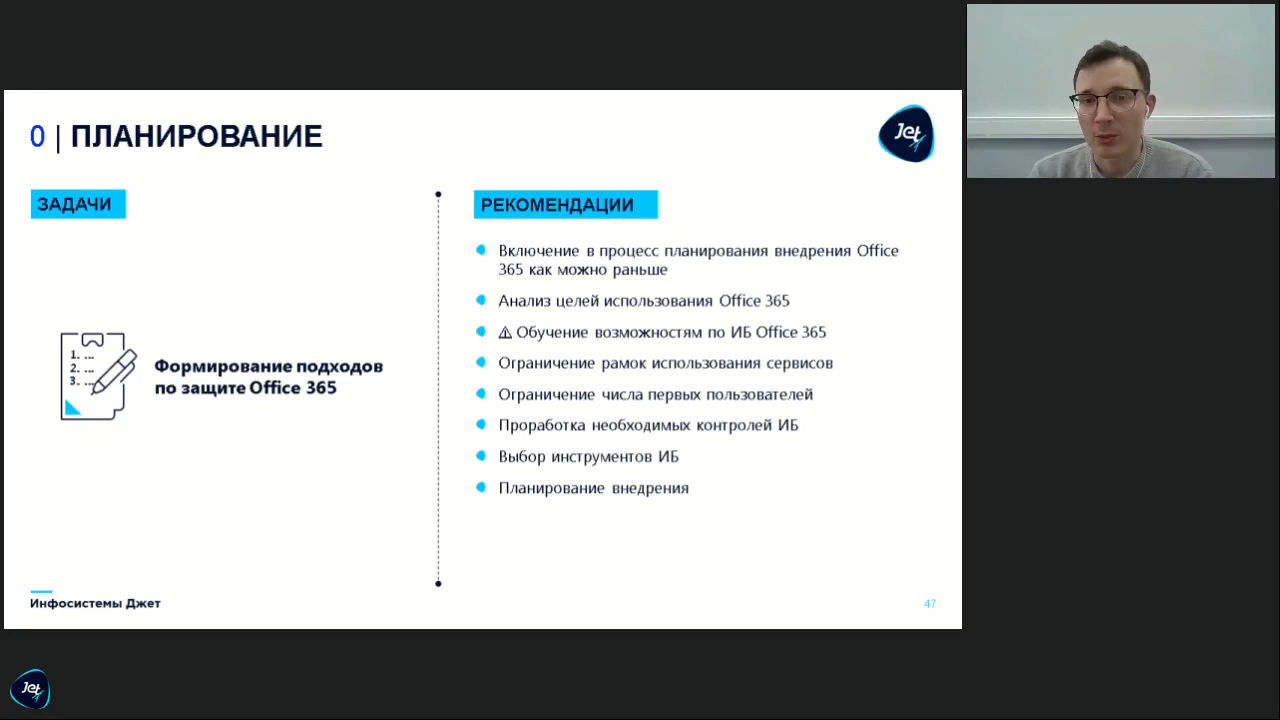 0 | ПЛАНИРОВАНИЕ
Jet
ЗАДАЧИ
1. ...
2. ...
3. ...
Формирование подходов
по защите Office 365
РЕКОМЕНДАЦИИ
Включение в процесс планирования внедрения Office
365 как можно раньше
Анализ целей использования Office 365
⚠ Обучение возможностям по ИБ Office 365
Ограничение рамок использования сервисов
Ограничение числа первых пользователей
Проработка необходимых контролей ИБ
Выбор инструментов ИБ
Планирование внедрения
Инфосистемы Джет
47
Jet